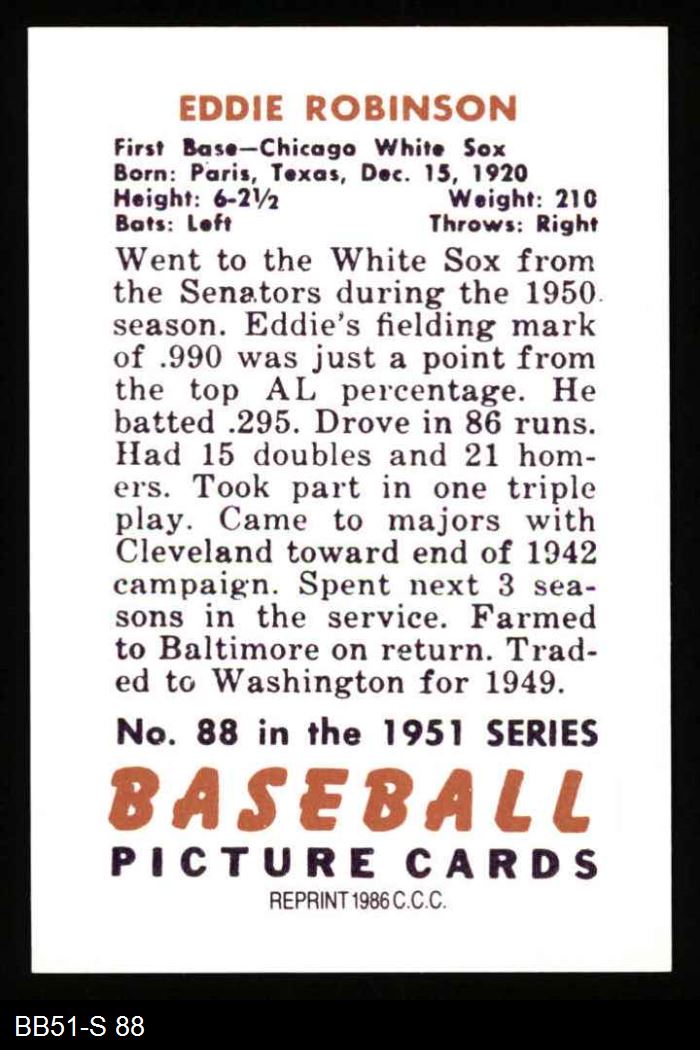 EDDIE ROBINSON
First Base—Chicago White Sox
Born: Paris, Texas, Dec. 15, 1920
Height: 6-2½ Weight: 210
Bats: Left Throws: Right
Went to the White Sox from
the Senators during the 1950
season. Eddie's fielding mark
of .990 was just a point from
the top AL percentage. He
batted .295. Drove in 86 runs.
Had 15 doubles and 21 hom-
ers. Took part in one triple
play. Came to majors with
Cleveland toward end of 1942
campaign. Spent next 3 sea-
sons in the service. Farmed
to Baltimore on return. Trad-
ed to Washington for 1949.
No. 88 in the 1951 SERIES
BASEBALL
PICTURE CARDS
REPRINT 1986 C.C.C.
BB51-S 88